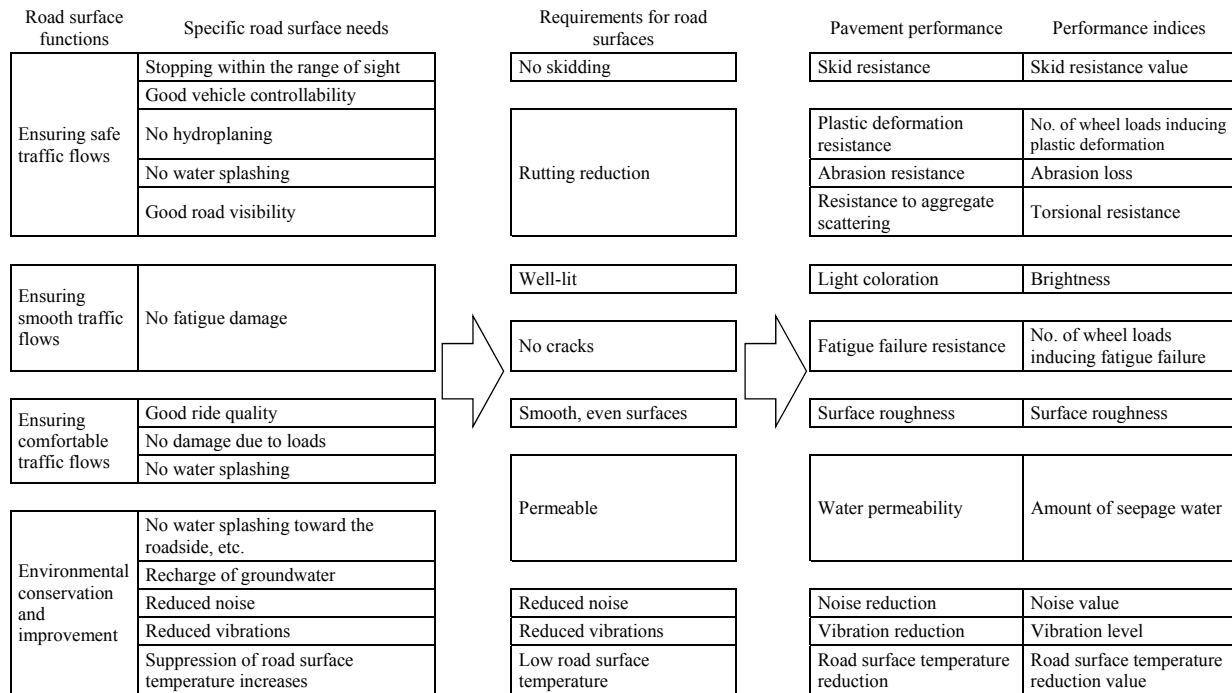 Road surface
functions
Specific road surface needs
Requirements for road
surfaces
Pavement performance
Performance indices
Ensuring safe
traffic flows
Stopping within the range of sight
Good vehicle controllability
No hydroplaning
No water splashing
Good road visibility
Ensuring
smooth traffic
flows
No fatigue damage
Ensuring
comfortable
traffic flows
Good ride quality
No damage due to loads
No water splashing
Environmental
conservation
and
improvement
No water splashing toward the
roadside, etc.
Recharge of groundwater
Reduced noise
Reduced vibrations
Suppression of road surface
temperature increases
No skidding
Rutting reduction
Well-lit
No cracks
Smooth, even surfaces
Permeable
Reduced noise
Reduced vibrations
Low road surface
temperature
Skid resistance
Skid resistance value
Plastic deformation
resistance
No. of wheel loads inducing
plastic deformation
Abrasion resistance
Abrasion loss
Resistance to aggregate
scattering
Torsional resistance
Light coloration
Brightness
Fatigue failure resistance
No. of wheel loads
inducing fatigue failure
Surface roughness
Surface roughness
Water permeability
Amount of seepage water
Noise reduction
Noise value
Vibration reduction
Vibration level
Road surface temperature
reduction
Road surface temperature
reduction value